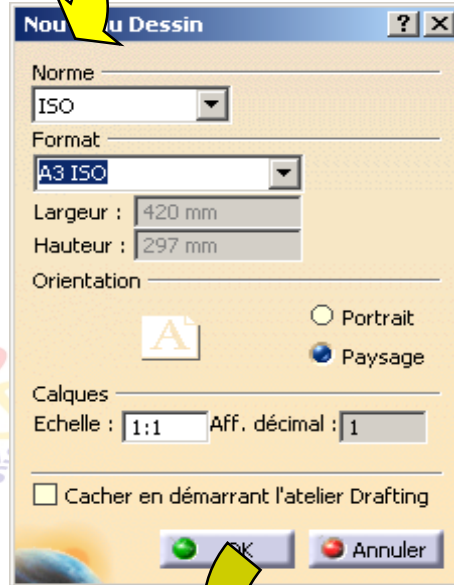 Nou u Dessin
Norme
ISO
Format
A3 ISO
Largeur : 420 mm
Hauteur : 297 mm
Orientation
A
Portrait
Paysage
Calques
Echelle : 1:1 Aff. décimal : 1
Cacher en démarrant l'atelier Drafting
OK Annuler